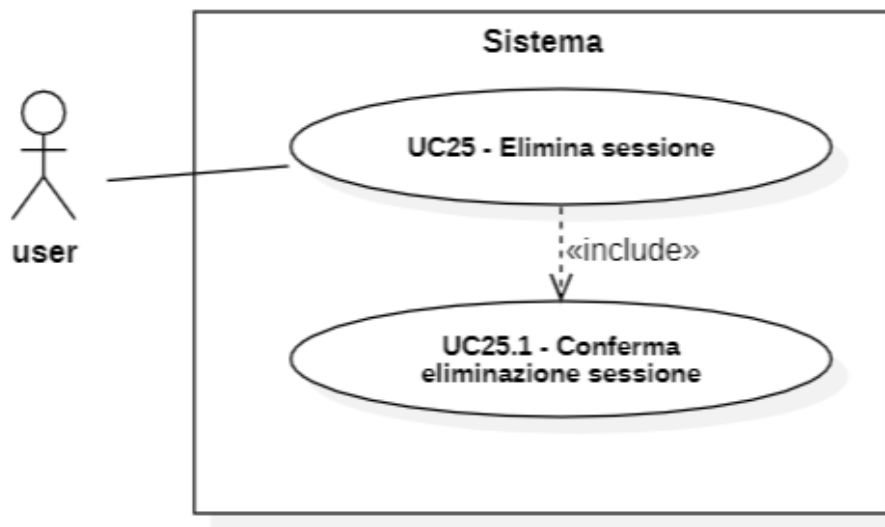 Sistema
UC25 - Elimina sessione
user
«include»
UC25.1 - Conferma
eliminazione sessione